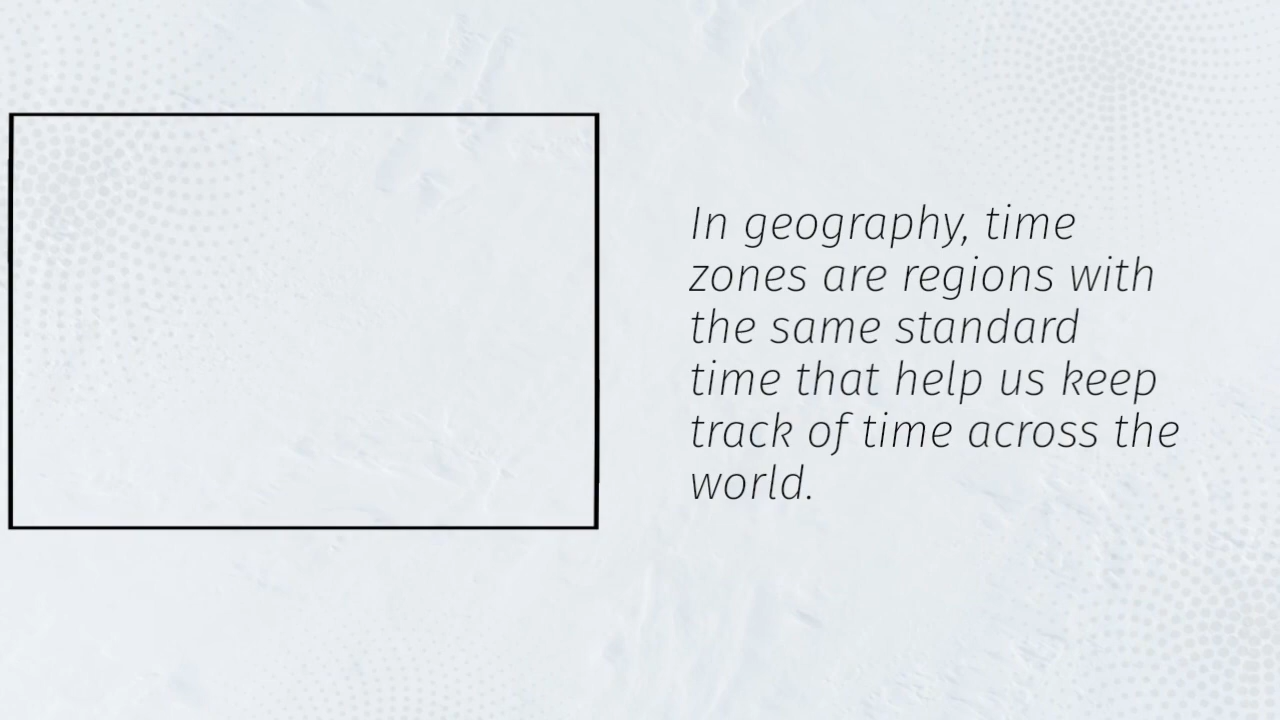 In geography, time
zones are regions with
the same standard
time that help us keep
track of time across the
world.